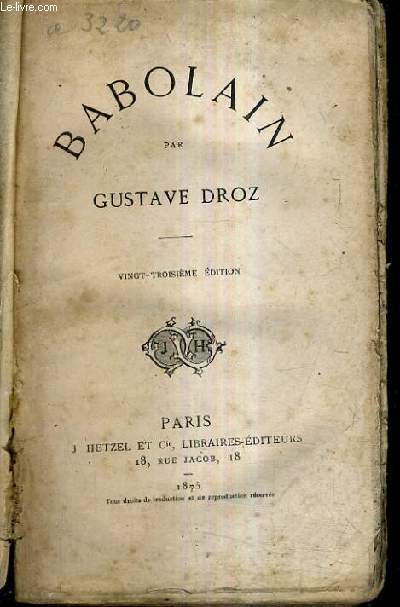 Le-livre.com
3220
BABOLAIN
PAR
GUSTAVE DROZ
VINGT-TROISIÈME ÉDITION
J H
PARIS
J. HETZEL ET Cie, LIBRAIRES-ÉDITEURS
18, RUE JACOB, 18
1875
Tous droits de traduction et de reproduction réservés